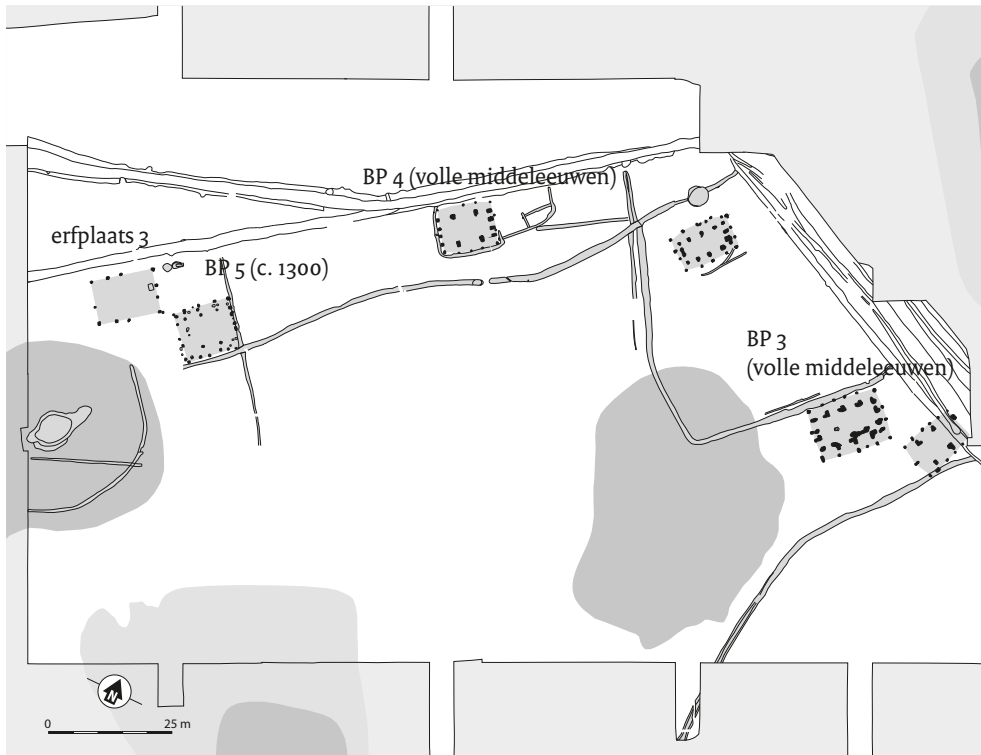 BP 4 (volle middeleeuwen)
erfplaats 3
BP 5 (c. 1300)
BP 3
(volle middeleeuwen)
N
0 25 m